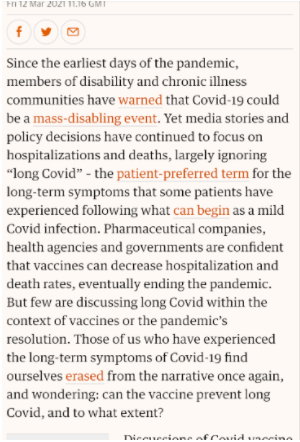 Fri 12 Mar 2021 11.16 GMT
Since the earliest days of the pandemic,
members of disability and chronic illness
communities have warned that Covid-19 could
be a mass-disabling event. Yet media stories and
policy decisions have continued to focus on
hospitalizations and deaths, largely ignoring
“long Covid” – the patient-preferred term for the
long-term symptoms that some patients have
experienced following what can begin as a mild
Covid infection. Pharmaceutical companies,
health agencies and governments are confident
that vaccines can decrease hospitalization and
death rates, eventually ending the pandemic.
But few are discussing long Covid within the
context of vaccines or the pandemic’s
resolution. Those of us who have experienced
the long-term symptoms of Covid-19 find
ourselves erased from the narrative once again,
and wondering: can the vaccine prevent long
Covid, and to what extent?
Discussions of Covid vaccine